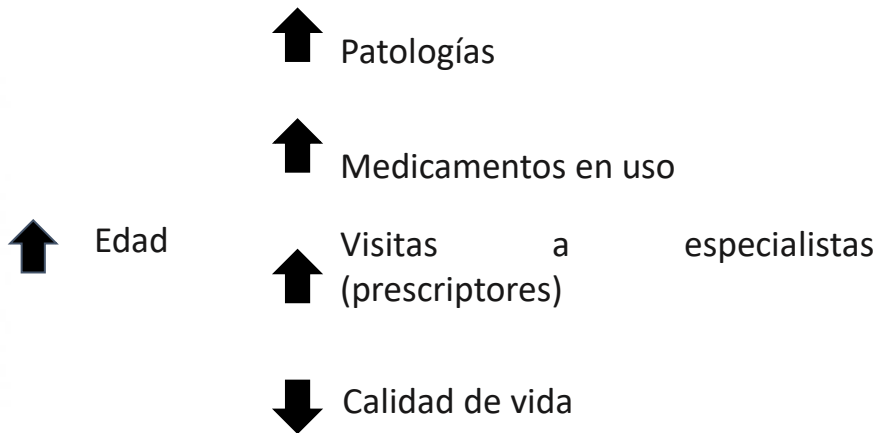 Patologías
Medicamentos en uso
Edad
Visitas a especialistas
(prescriptores)
Calidad de vida